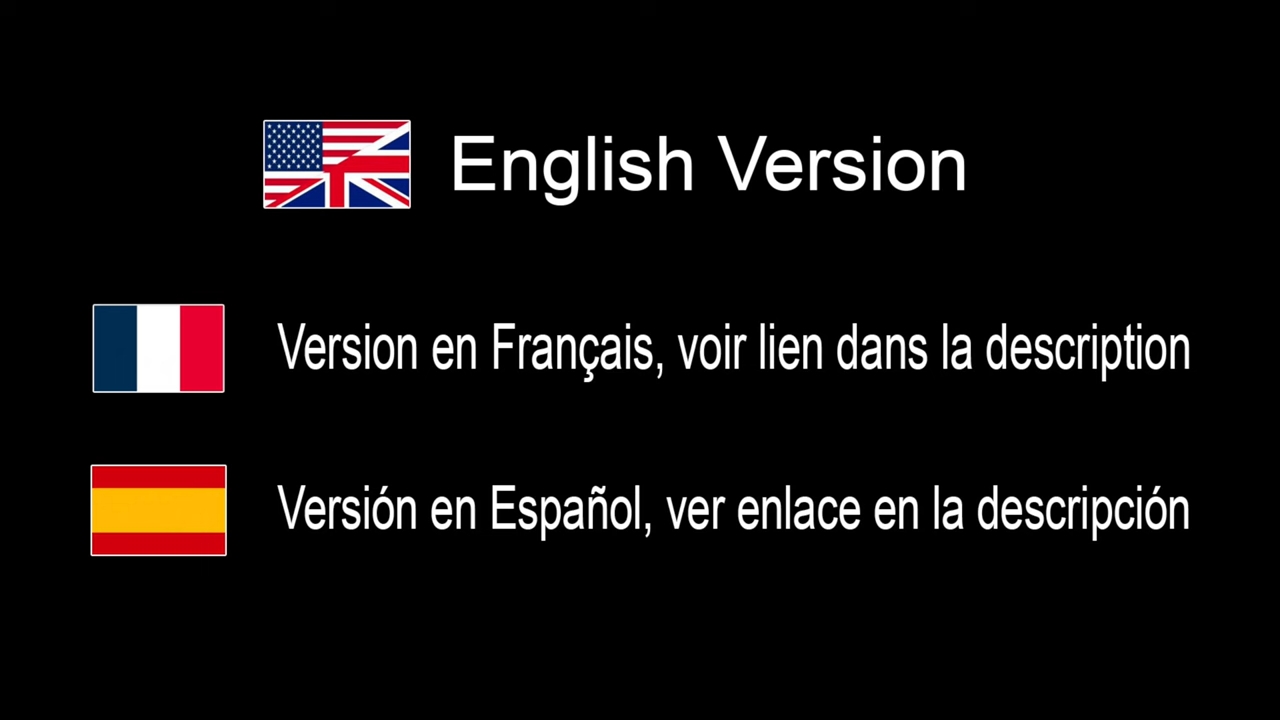 English Version
Version en Français, voir lien dans la description
Versión en Español, ver enlace en la descripción